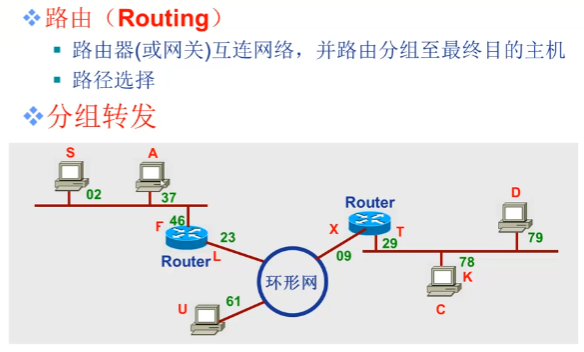 路由（Routing）
路由器(或网关)互连网络，并路由分组至最终目的主机
路径选择
分组转发
S
A
02
37
F
46
Router
L
23
环形网
U
61
Router
X
T
09
29
D
79
78
K
C